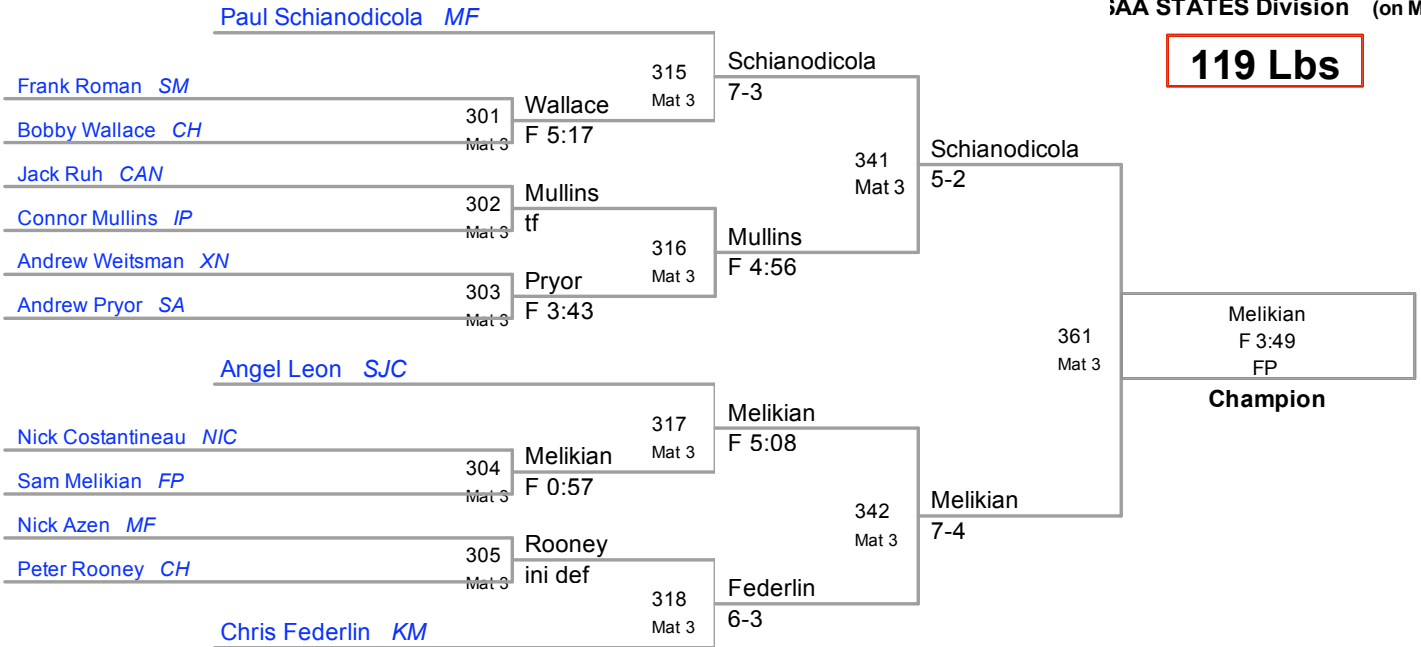 Paul Schianodicola MF
AA STATES Division (on M
119 Lbs
315
Mat 3
Schianodicola
7-3
Frank Roman SM
Bobby Wallace CH
301
Mat 3
Wallace
F 5:17
341
Mat 3
Schianodicola
5-2
Jack Ruh CAN
Connor Mullins IP
302
Mat 3
Mullins
tf
316
Mat 3
Mullins
F 4:56
Andrew Weitsman XN
Andrew Pryor SA
303
Mat 3
Pryor
F 3:43
361
Mat 3
Melikian
F 3:49
FP
Champion
Angel Leon SJC
317
Mat 3
Melikian
F 5:08
Nick Costantineau NIC
Sam Melikian FP
304
Mat 3
Melikian
F 0:57
342
Mat 3
Melikian
7-4
Nick Azen MF
Peter Rooney CH
305
Mat 3
Rooney
ini def
318
Mat 3
Federlin
6-3
Chris Federlin KM